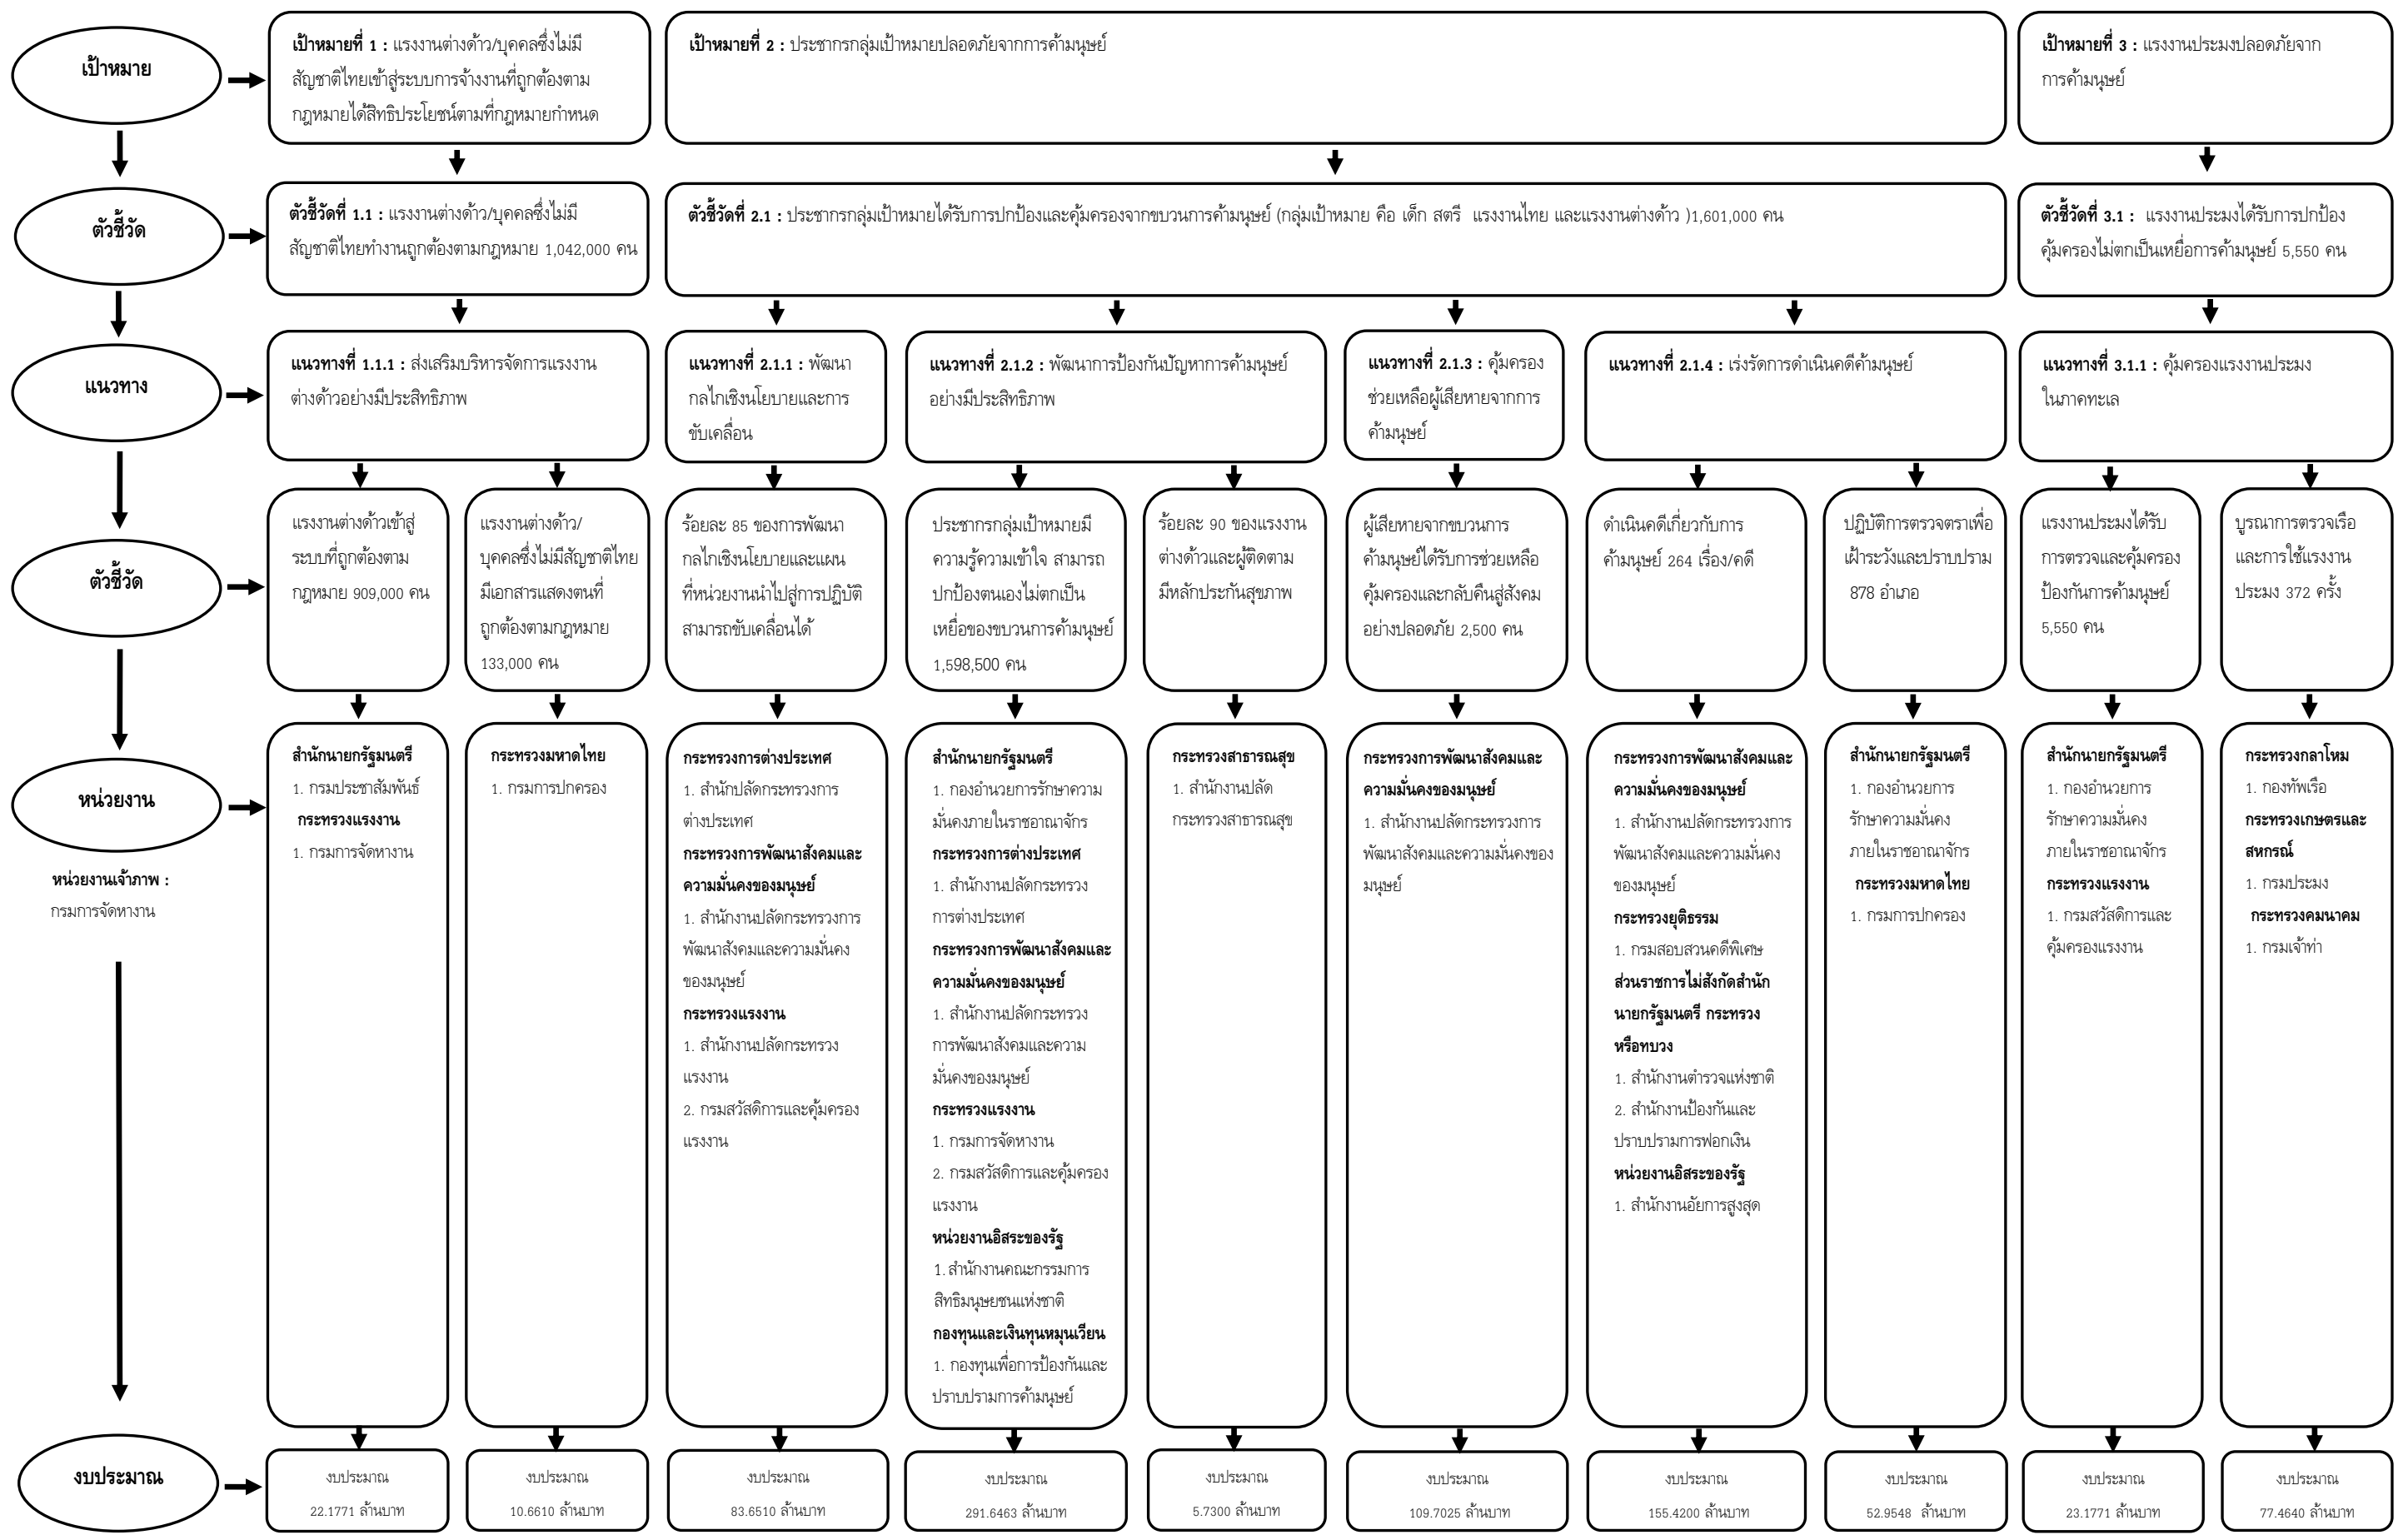 เป้าหมาย
เป้าหมายที่ 1 : แรงงานต่างด้าว/บุคคลซึ่งไม่มี
สัญชาติไทยเข้าสู่ระบบการจ้างงานที่ถูกต้องตาม
กฎหมายได้สิทธิประโยชน์ตามที่กฎหมายกำหนด
เป้าหมายที่ 2 : ประชากรกลุ่มเป้าหมายปลอดภัยจากการค้ามนุษย์
เป้าหมายที่ 3 : แรงงานประมงปลอดภัยจาก
การค้ามนุษย์
ตัวชี้วัด
ตัวชี้วัดที่ 1.1 : แรงงานต่างด้าว/บุคคลซึ่งไม่มี
สัญชาติไทยทำงานถูกต้องตามกฎหมาย 1,042,000 คน
ตัวชี้วัดที่ 2.1 : ประชากรกลุ่มเป้าหมายได้รับการปกป้องและคุ้มครองจากขบวนการค้ามนุษย์ (กลุ่มเป้าหมาย คือ เด็ก สตรี แรงงานไทย และแรงงานต่างด้าว )1,601,000 คน
ตัวชี้วัดที่ 3.1 : แรงงานประมงได้รับการปกป้อง
คุ้มครองไม่ตกเป็นเหยื่อการค้ามนุษย์ 5,550 คน
แนวทาง
แนวทางที่ 1.1.1 : ส่งเสริมบริหารจัดการแรงงาน
ต่างด้าวอย่างมีประสิทธิภาพ
แนวทางที่ 2.1.1 : พัฒนา
กลไกเชิงนโยบายและการ
ขับเคลื่อน
แนวทางที่ 2.1.2 : พัฒนาการป้องกันปัญหาการค้ามนุษย์
อย่างมีประสิทธิภาพ
แนวทางที่ 2.1.3 : คุ้มครอง
ช่วยเหลือผู้เสียหายจากการ
ค้ามนุษย์
แนวทางที่ 2.1.4 : เร่งรัดการดำเนินคดีค้ามนุษย์
แนวทางที่ 3.1.1 : คุ้มครองแรงงานประมง
ในภาคทะเล
ตัวชี้วัด
แรงงานต่างด้าวเข้าสู่
ระบบที่ถูกต้องตาม
กฎหมาย 909,000 คน
แรงงานต่างด้าว/
บุคคลซึ่งไม่มีสัญชาติไทย
มีเอกสารแสดงตนที่
ถูกต้องตามกฎหมาย
133,000 คน
ร้อยละ 85 ของการพัฒนา
กลไกเชิงนโยบายและแผน
ที่หน่วยงานนำไปสู่การปฏิบัติ
สามารถขับเคลื่อนได้
ประชากรกลุ่มเป้าหมายมี
ความรู้ความเข้าใจ สามารถ
ปกป้องตนเองไม่ตกเป็น
เหยื่อของขบวนการค้ามนุษย์
1,598,500 คน
ร้อยละ 90 ของแรงงาน
ต่างด้าวและผู้ติดตาม
มีหลักประกันสุขภาพ
ผู้เสียหายจากขบวนการ
ค้ามนุษย์ได้รับการช่วยเหลือ
คุ้มครองและกลับคืนสู่สังคม
อย่างปลอดภัย 2,500 คน
ดำเนินคดีเกี่ยวกับการ
ค้ามนุษย์ 264 เรื่อง/คดี
ปฏิบัติการตรวจตราเพื่อ
เฝ้าระวังและปราบปราม
878 อำเภอ
แรงงานประมงได้รับ
การตรวจและคุ้มครอง
ป้องกันการค้ามนุษย์
5,550 คน
บูรณาการตรวจเรือ
และการใช้แรงงาน
ประมง 372 ครั้ง
หน่วยงาน
หน่วยงานเจ้าภาพ :
กรมการจัดหางาน
สำนักนายกรัฐมนตรี
1. กรมประชาสัมพันธ์
กระทรวงแรงงาน
1. กรมการจัดหางาน
กระทรวงมหาดไทย
1. กรมการปกครอง
กระทรวงการต่างประเทศ
1. สำนักปลัดกระทรวงการ
ต่างประเทศ
กระทรวงการพัฒนาสังคมและ
ความมั่นคงของมนุษย์
1. สำนักงานปลัดกระทรวงการ
พัฒนาสังคมและความมั่นคง
ของมนุษย์
กระทรวงแรงงาน
1. สำนักงานปลัดกระทรวง
แรงงาน
2. กรมสวัสดิการและคุ้มครอง
แรงงาน
สำนักนายกรัฐมนตรี
1. กองอำนวยการรักษาความ
มั่นคงภายในราชอาณาจักร
กระทรวงการต่างประเทศ
1. สำนักงานปลัดกระทรวง
การต่างประเทศ
กระทรวงการพัฒนาสังคมและ
ความมั่นคงของมนุษย์
1. สำนักงานปลัดกระทรวง
การพัฒนาสังคมและความ
มั่นคงของมนุษย์
กระทรวงแรงงาน
1. กรมการจัดหางาน
2. กรมสวัสดิการและคุ้มครอง
แรงงาน
หน่วยงานอิสระของรัฐ
1.สำนักงานคณะกรรมการ
สิทธิมนุษยชนแห่งชาติ
กองทุนและเงินทุนหมุนเวียน
1. กองทุนเพื่อการป้องกันและ
ปราบปรามการค้ามนุษย์
กระทรวงสาธารณสุข
1. สำนักงานปลัด
กระทรวงสาธารณสุข
กระทรวงการพัฒนาสังคมและ
ความมั่นคงของมนุษย์
1. สำนักงานปลัดกระทรวงการ
พัฒนาสังคมและความมั่นคงของ
มนุษย์
กระทรวงการพัฒนาสังคมและ
ความมั่นคงของมนุษย์
1. สำนักงานปลัดกระทรวงการ
พัฒนาสังคมและความมั่นคง
ของมนุษย์
กระทรวงยุติธรรม
1. กรมสอบสวนคดีพิเศษ
ส่วนราชการไม่สังกัดสำนัก
นายกรัฐมนตรี กระทรวง
หรือทบวง
1. สำนักงานตำรวจแห่งชาติ
2. สำนักงานป้องกันและ
ปราบปรามการฟอกเงิน
หน่วยงานอิสระของรัฐ
1. สำนักงานอัยการสูงสุด
สำนักนายกรัฐมนตรี
1. กองอำนวยการ
รักษาความมั่นคง
ภายในราชอาณาจักร
กระทรวงมหาดไทย
1. กรมการปกครอง
สำนักนายกรัฐมนตรี
1. กองอำนวยการ
รักษาความมั่นคง
ภายในราชอาณาจักร
กระทรวงแรงงาน
1. กรมสวัสดิการและ
คุ้มครองแรงงาน
กระทรวงกลาโหม
1. กองทัพเรือ
กระทรวงเกษตรและ
สหกรณ์
1. กรมประมง
กระทรวงคมนาคม
1. กรมเจ้าท่า
งบประมาณ
งบประมาณ
22.1771 ล้านบาท
งบประมาณ
10.6610 ล้านบาท
งบประมาณ
83.6510 ล้านบาท
งบประมาณ
291.6463 ล้านบาท
งบประมาณ
5.7300 ล้านบาท
งบประมาณ
109.7025 ล้านบาท
งบประมาณ
155.4200 ล้านบาท
งบประมาณ
52.9548 ล้านบาท
งบประมาณ
23.1771 ล้านบาท
งบประมาณ
77.4640 ล้านบาท